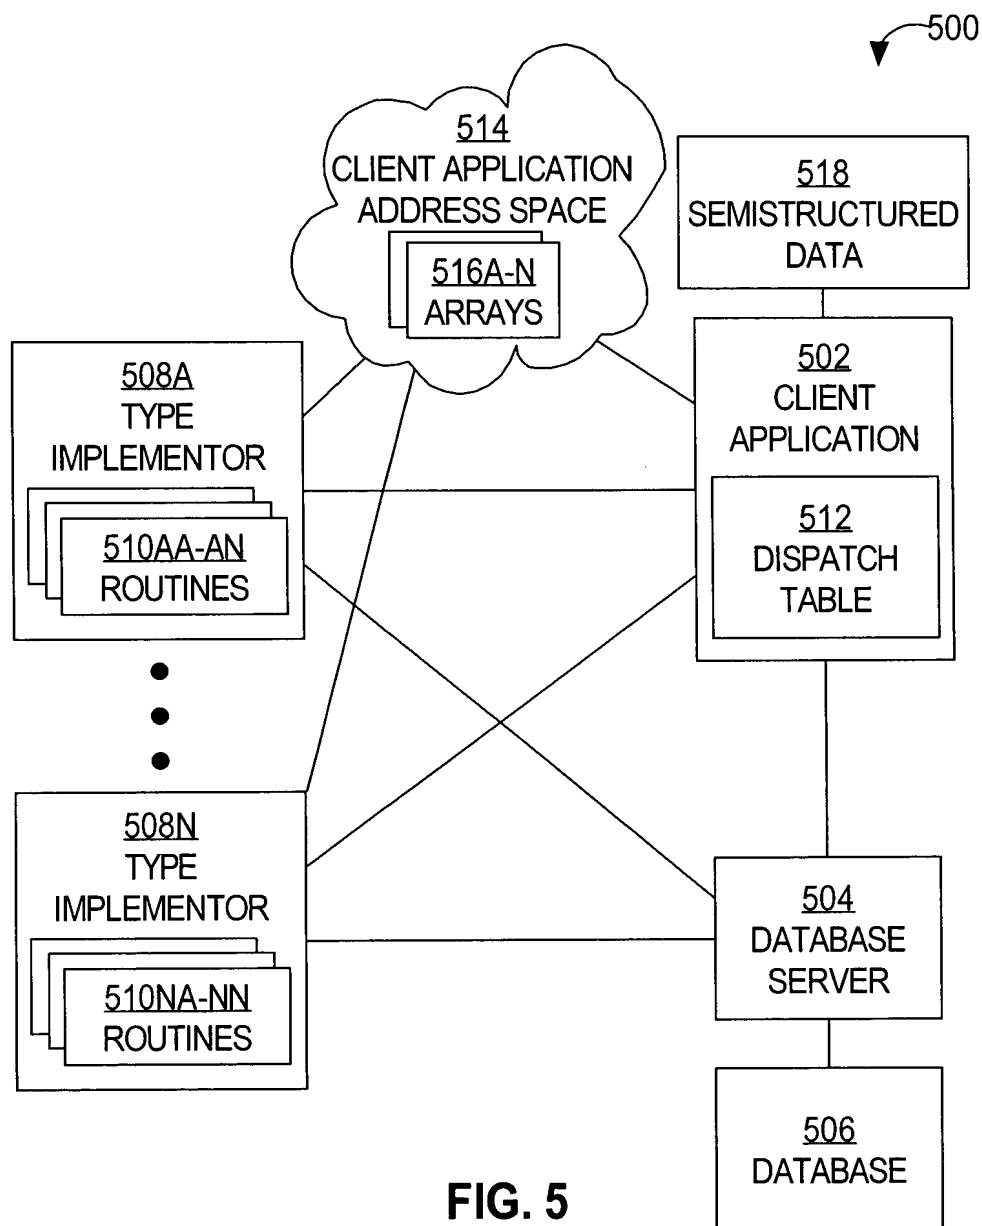 500
514
CLIENT APPLICATION
ADDRESS SPACE
516A-N
ARRAYS
518
SEMISTRUCTURED
DATA
502
CLIENT
APPLICATION
512
DISPATCH
TABLE
508A
TYPE
IMPLEMENTOR
510AA-AN
ROUTINES
508N
TYPE
IMPLEMENTOR
510NA-NN
ROUTINES
504
DATABASE
SERVER
506
DATABASE
FIG. 5